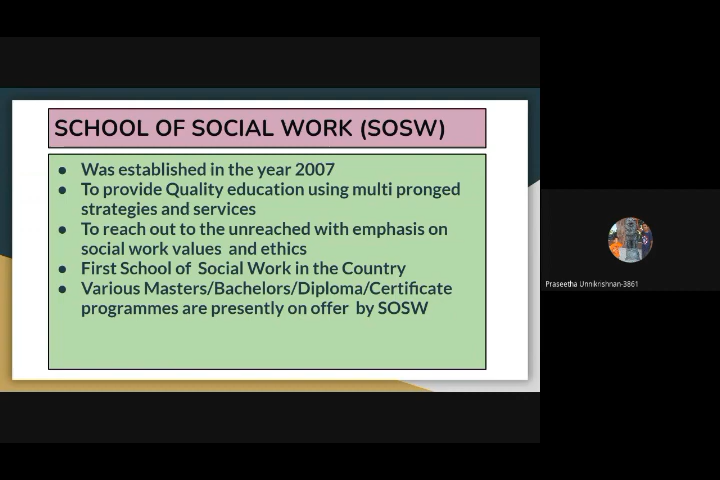 SCHOOL OF SOCIAL WORK (SOSW)
● Was established in the year 2007
● To provide Quality education using multi pronged
strategies and services
● To reach out to the unreached with emphasis on
social work values and ethics
● First School of Social Work in the Country
● Various Masters/Bachelors/Diploma/Certificate
programmes are presently on offer by SOSW
Praseetha Unnikrishnan-3861